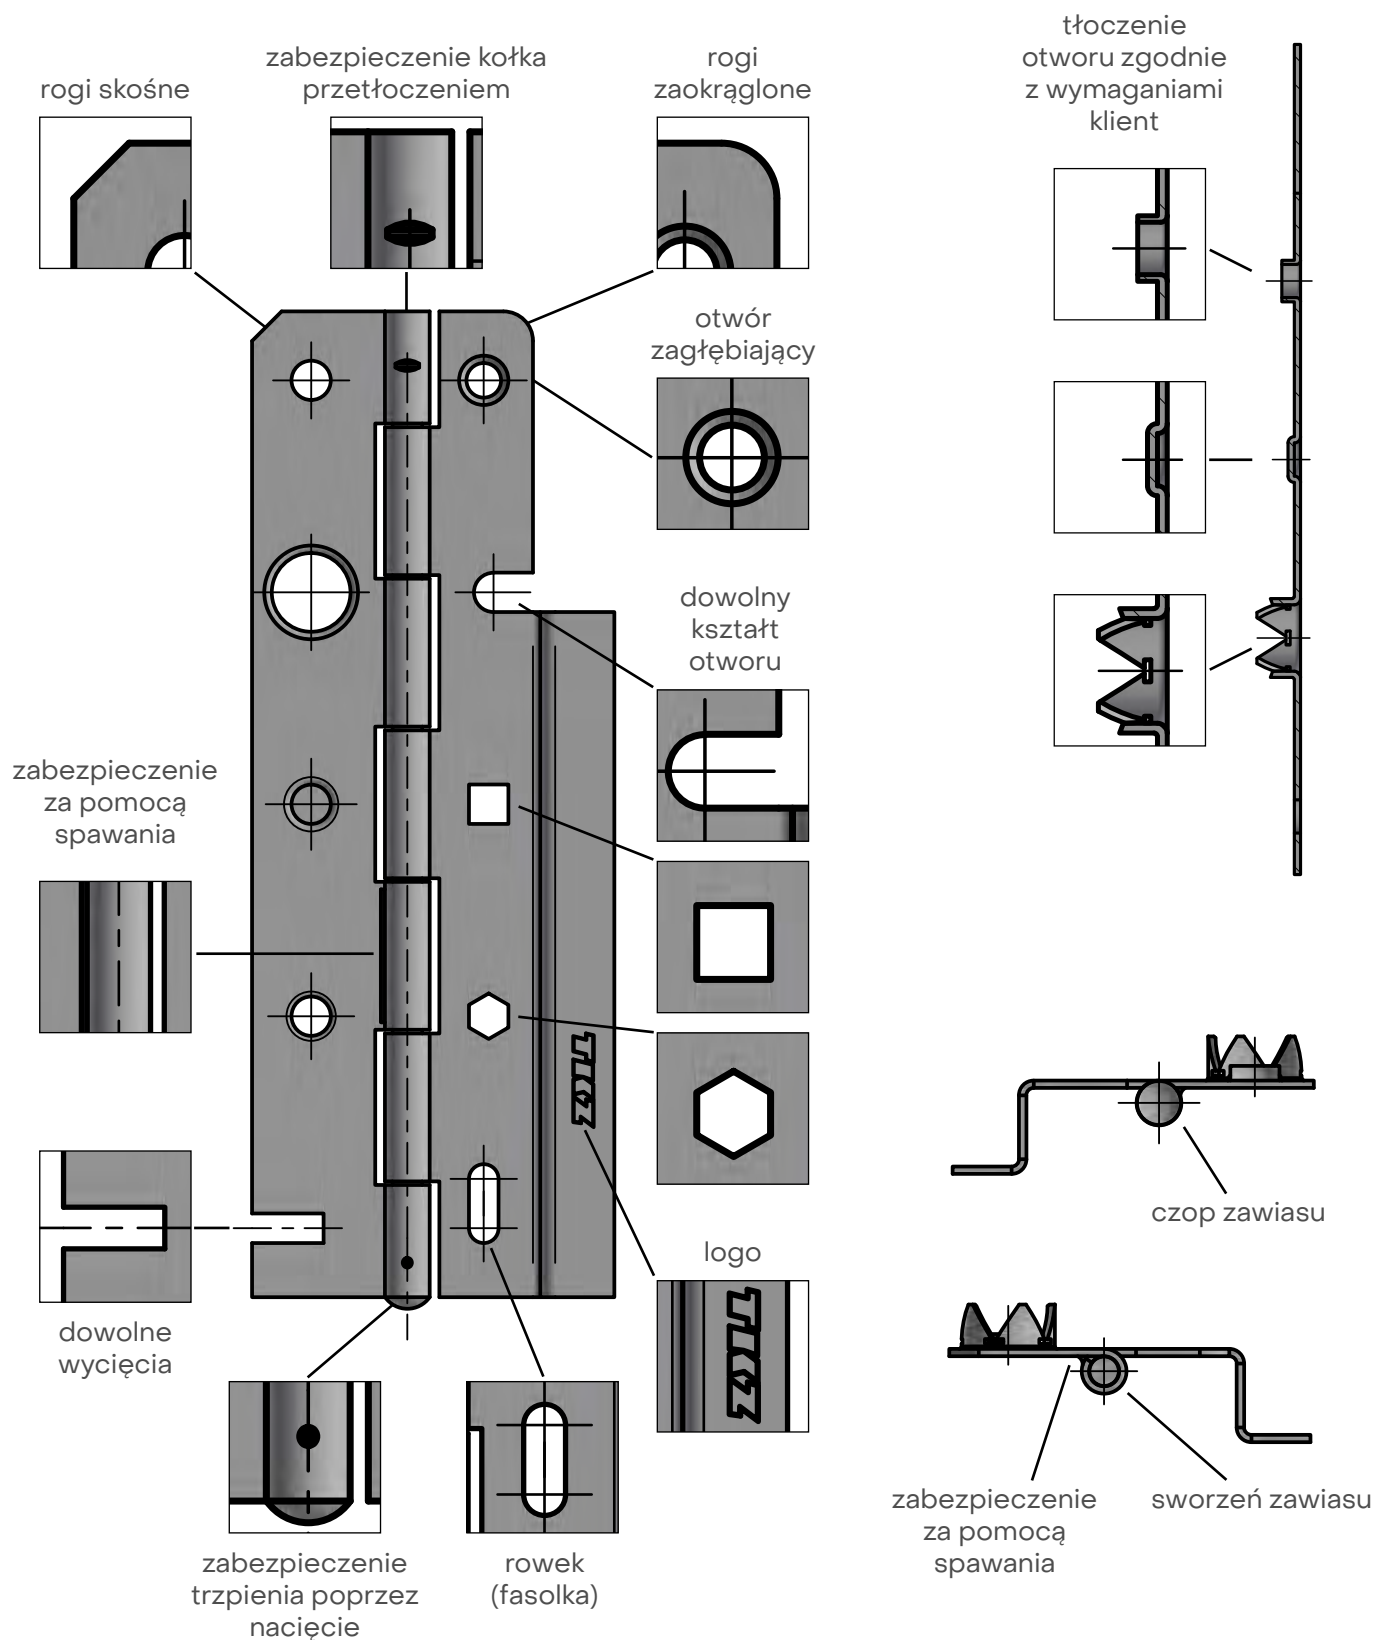 rogi skośne
zabezpieczenie kołka
przetłoczeniem
rogi
zaokrąglone
tłoczenie
otworu zgodnie
z wymaganiami
klient
otwór
zagłębiający
dowolny
kształt
otworu
zabezpieczenie
za pomocą
spawania
TKZ
czop zawiasu
logo
TKZ
dowolne
wycięcia
zabezpieczenie
za pomocą
spawania
sworzeń zawiasu
zabezpieczenie
trzpienia poprzez
nacięcie
rowek
(fasolka)